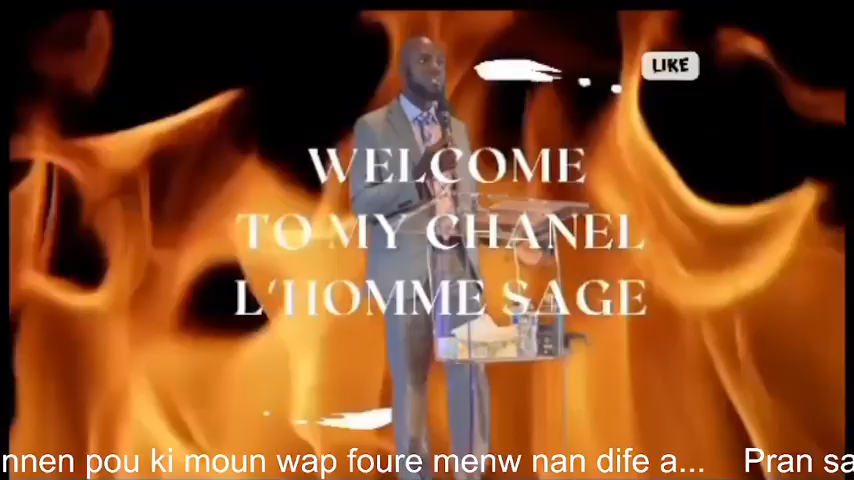 LIKE
WELCOME
TO MY CHANEL
L'HOMME SAGE
nnen pou ki moun wap foure menw nan dife a... Pran sa